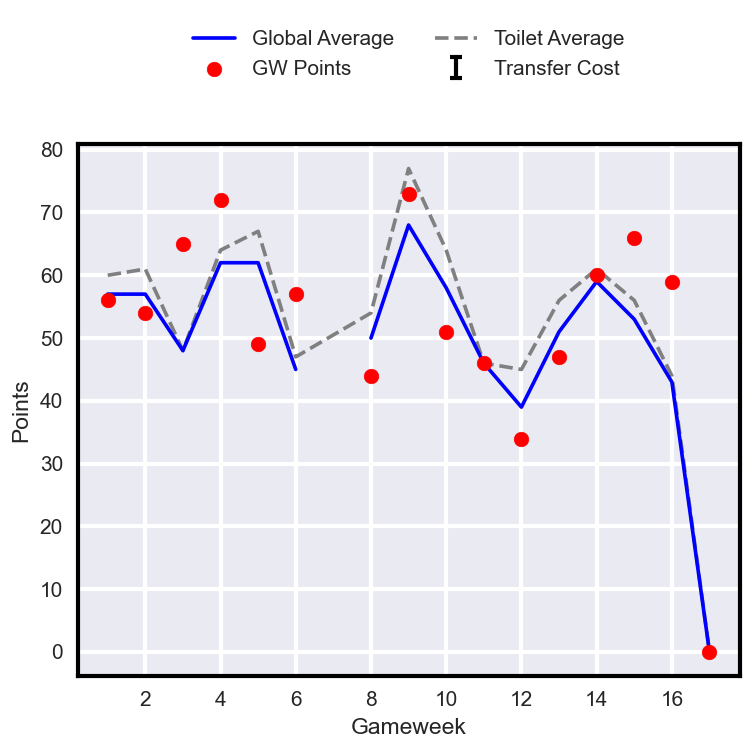 Global Average
Toilet Average
GW Points
Transfer Cost
80
70
60
50
40
30
20
10
0
Points
2 4 6 8 10 12 14 16
Gameweek